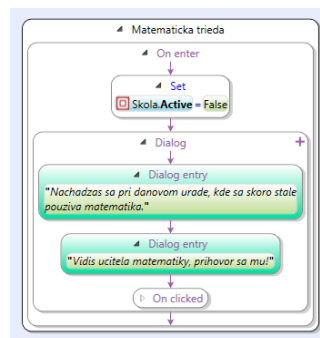 Matematicka trieda
On enter
Set
Skola.Active = False
Dialog
Dialog entry
"Nachadzas sa pri danovom urade, kde sa skoro stale
pouziva matematika."
Dialog entry
"Vidis ucitela matematiky, prihovor sa mu!"
On clicked